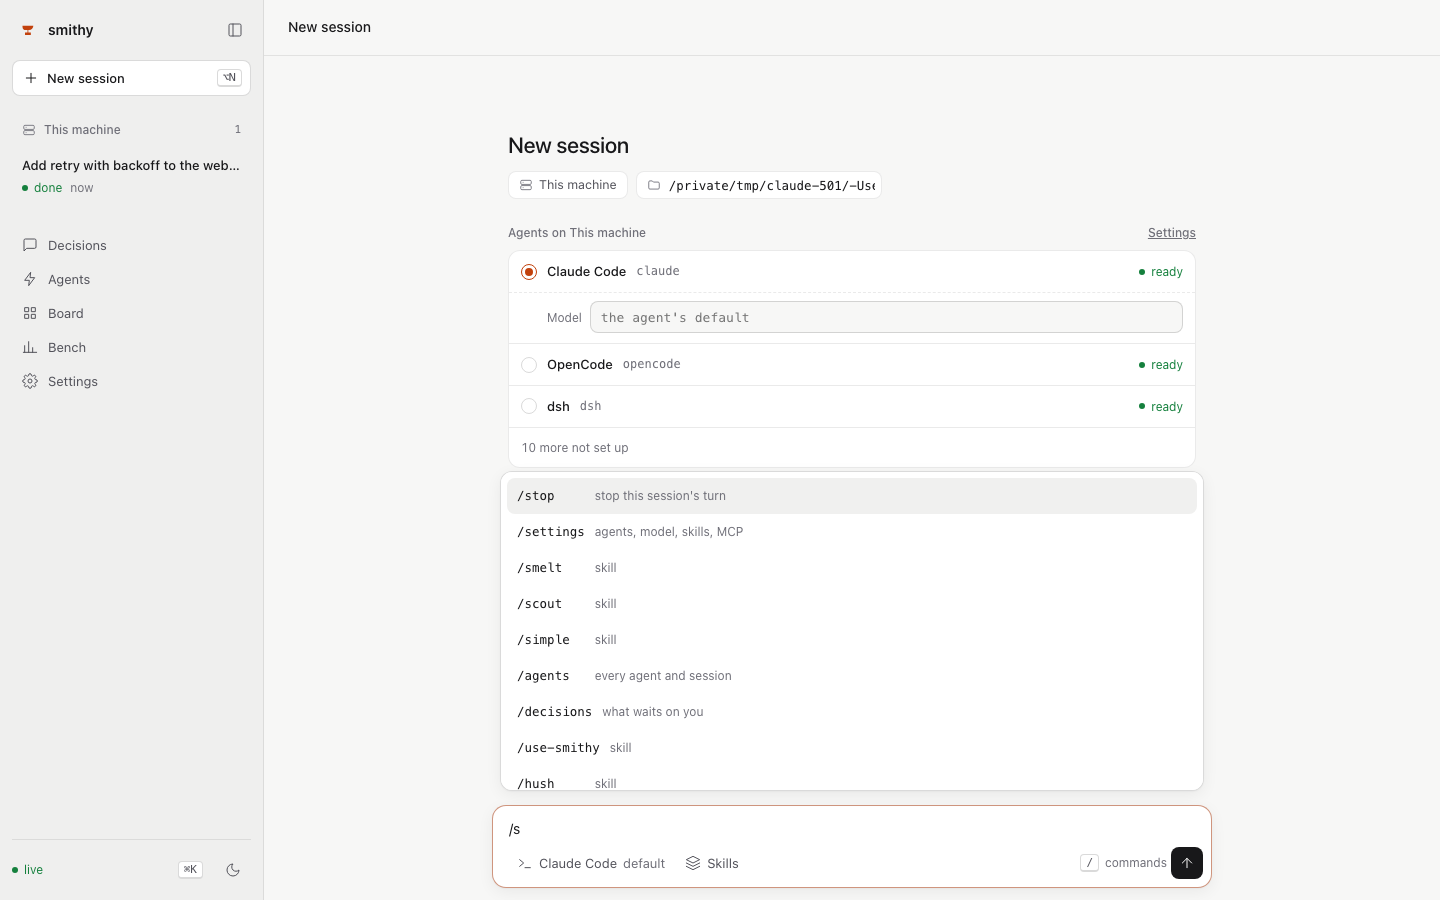 smithy
New session ⌥N
This machine 1
Add retry with backoff to the web...
done now
Decisions
Agents
Board
Bench
Settings
live ⌘K
New session
New session
This machine /private/tmp/claude-501/-Use
Agents on This machine Settings
Claude Code claude ready
Model the agent's default
OpenCode opencode ready
dsh dsh ready
10 more not set up
/stop stop this session's turn
/settings agents, model, skills, MCP
/smelt skill
/scout skill
/simple skill
/agents every agent and session
/decisions what waits on you
/use-smithy skill
/hush skill
/s
Claude Code default Skills / commands